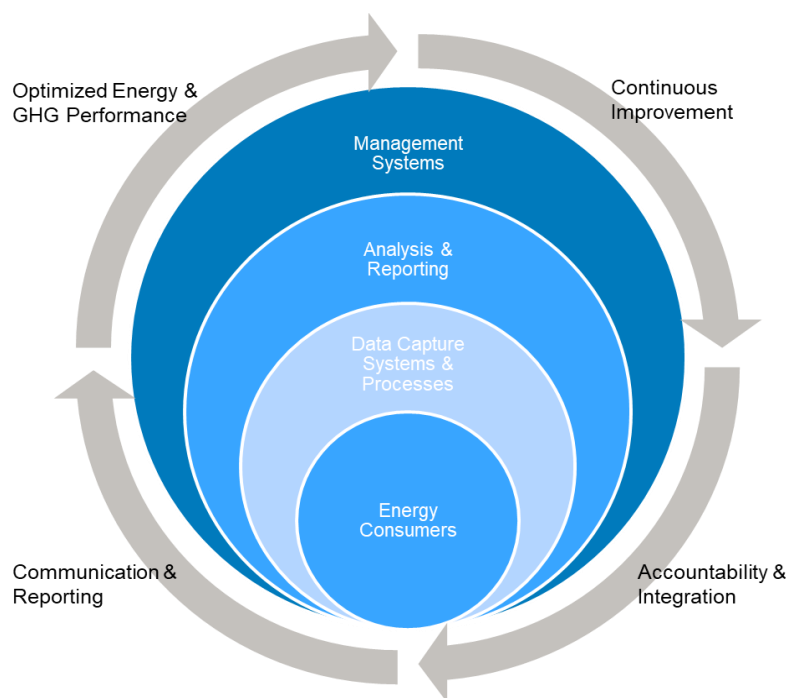 Optimized Energy &
GHG Performance
Continuous
Improvement
Management
Systems
Analysis &
Reporting
Data Capture
Systems &
Processes
Energy
Consumers
Communication &
Reporting
Accountability &
Integration